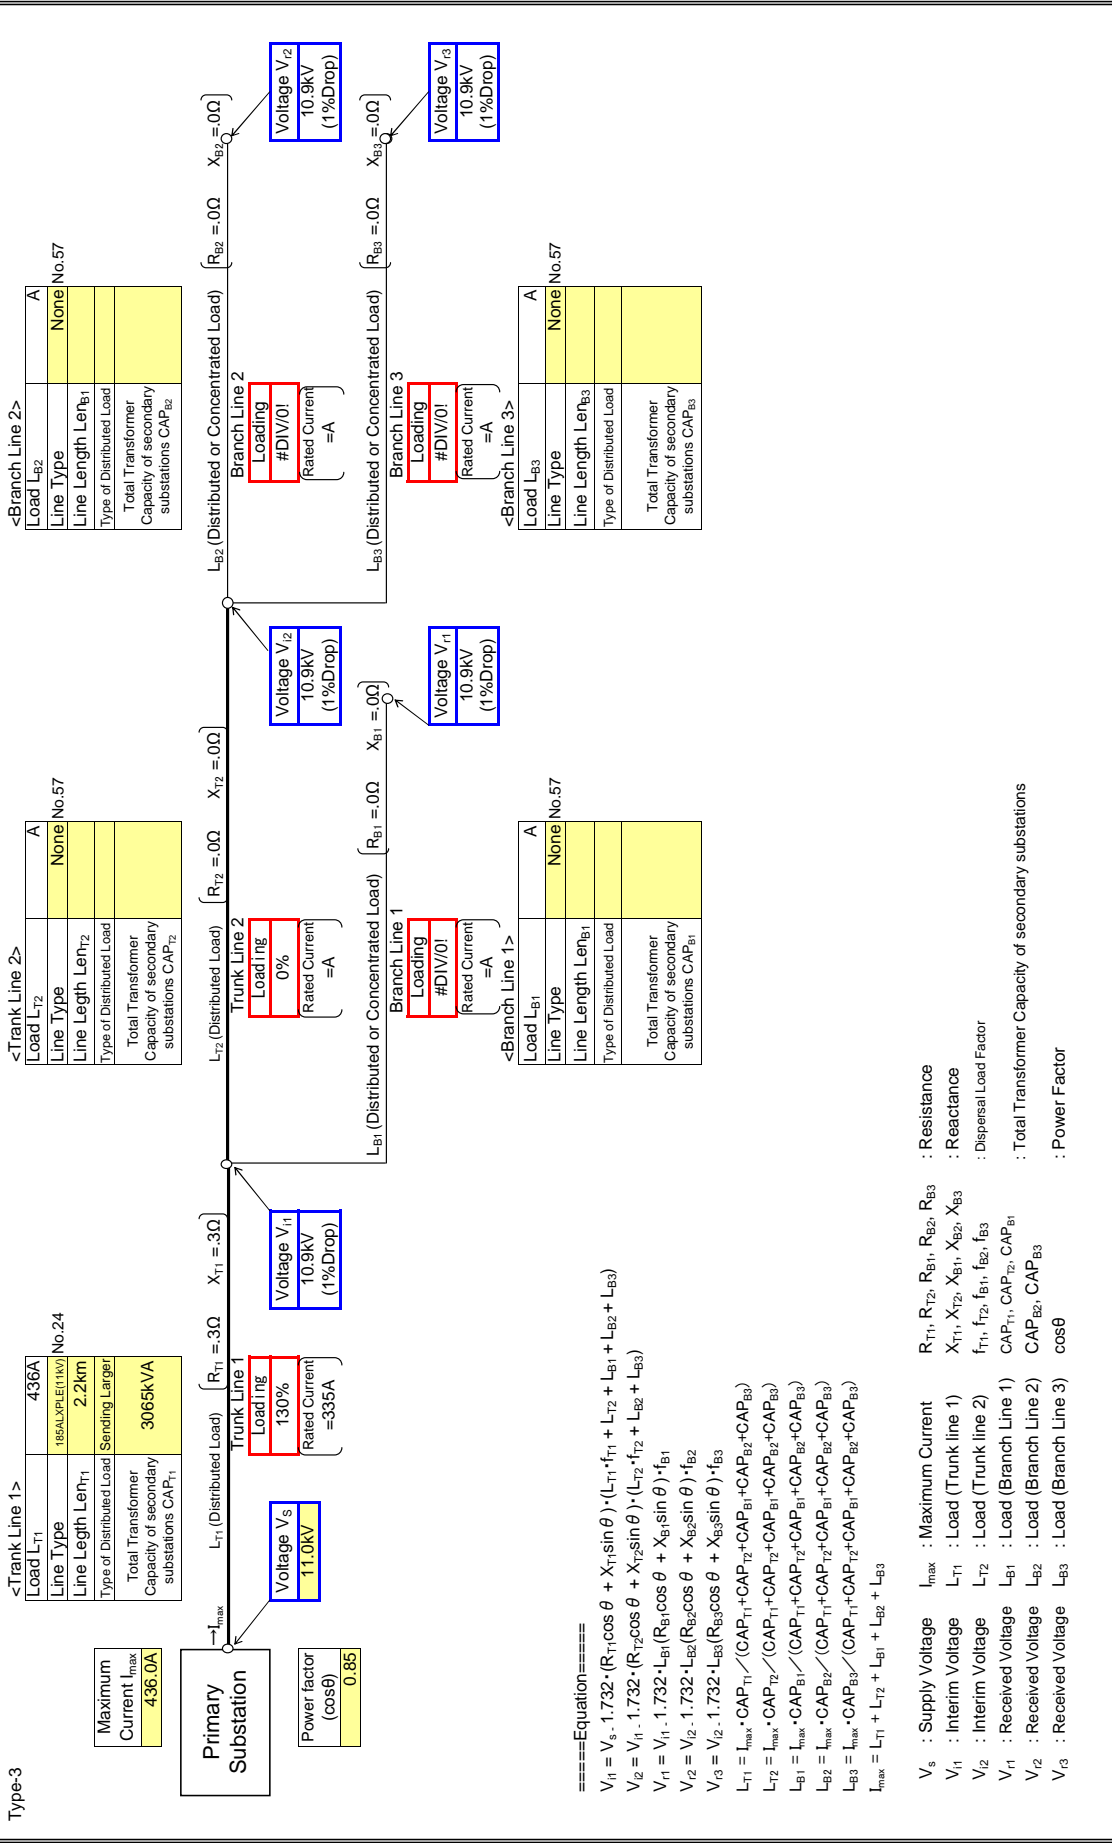 Type-3
Maximum
Current Imax
436.0A
Primary
Substation
Power factor
(cosθ)
0.85
→Imax
Voltage VS
11.0kV
<Trank Line 1>
Load LT1 436A
Line Type 185ALXPLE(11kV) No.24
Line Legth LenT1 2.2km
Type of Distributed Load Sending Larger
Total Transformer
Capacity of secondary
substations CAPT1
3065kVA
LT1 (Distributed Load) RT1 =.3Ω XT1 =.3Ω
Trunk Line 1
Loading
130%
Rated Current
=335A
Voltage Vi1
10.9kV
(1%Drop)
<Trank Line 2>
Load LT2 A
Line Type None No.57
Line Length LenT2
Type of Distributed Load
Total Transformer
Capacity of secondary
substations CAPT2
LT2 (Distributed Load) RT2 =.0Ω XT2 =.0Ω
Trunk Line 2
Loading
0%
Rated Current
=A
Voltage Vi2
10.9kV
(1%Drop)
LB1 (Distributed or Concentrated Load) RB1 =.0Ω XB1 =.0Ω
Branch Line 1
Loading
#DIV/0!
Rated Current
=A
Voltage Vr1
10.9kV
(1%Drop)
<Branch Line 1>
Load LB1 A
Line Type None No.57
Line Length LenB1
Type of Distributed Load
Total Transformer
Capacity of secondary
substations CAPB1
<Branch Line 2>
Load LB2 A
Line Type None No.57
Line Length LenB1
Type of Distributed Load
Total Transformer
Capacity of secondary
substations CAPB2
LB2 (Distributed or Concentrated Load) RB2 =.0Ω XB2 =.0Ω
Branch Line 2
Loading
#DIV/0!
Rated Current
=A
Voltage Vr2
10.9kV
(1%Drop)
LB3 (Distributed or Concentrated Load) RB3 =.0Ω XB3 =.0Ω
Branch Line 3
Loading
#DIV/0!
Rated Current
=A
Voltage Vr3
10.9kV
(1%Drop)
<Branch Line 3>
Load LB3 A
Line Type None No.57
Line Length LenB3
Type of Distributed Load
Total Transformer
Capacity of secondary
substations CAPB3
=====Equation=====
Vi1 = Vs - 1.732・(RT1cos θ + XT1sin θ)・(LT1・fT1 + LT2 + LB1 + LB2 + LB3)
Vi2 = Vi1 - 1.732・(RT2cos θ + XT2sin θ)・(LT2・fT2 + LB2 + LB3)
Vr1 = Vi1 - 1.732・LB1(RB1cos θ + XB1sin θ)・fB1
Vr2 = Vi2 - 1.732・LB2(RB2cos θ + XB2sin θ)・fB2
Vr3 = Vi2 - 1.732・LB3(RB3cos θ + XB3sin θ)・fB3
LT1 = Imax・CAPT1／(CAPT1+CAPT2+CAPB1+CAPB2+CAPB3)
LT2 = Imax・CAPT2／(CAPT1+CAPT2+CAPB1+CAPB2+CAPB3)
LB1 = Imax・CAPB1／(CAPT1+CAPT2+CAPB1+CAPB2+CAPB3)
LB2 = Imax・CAPB2／(CAPT1+CAPT2+CAPB1+CAPB2+CAPB3)
LB3 = Imax・CAPB3／(CAPT1+CAPT2+CAPB1+CAPB2+CAPB3)
Imax = LT1 + LT2 + LB1 + LB2 + LB3
Vs : Supply Voltage Imax : Maximum Current RT1, RT2, RB1, RB2, RB3 : Resistance
Vi1 : Interim Voltage LT1 : Load (Trunk line 1) XT1, XT2, XB1, XB2, XB3 : Reactance
Vi2 : Interim Voltage LT2 : Load (Trunk line 2) fT1, fT2, fB1, fB2, fB3 : Dispersal Load Factor
Vr1 : Received Voltage LB1 : Load (Branch Line 1) CAPT1, CAPT2, CAPB1 : Total Transformer Capacity of secondary substations
Vr2 : Received Voltage LB2 : Load (Branch Line 2) CAPB2, CAPB3
Vr3 : Received Voltage LB3 : Load (Branch Line 3) cosθ : Power Factor